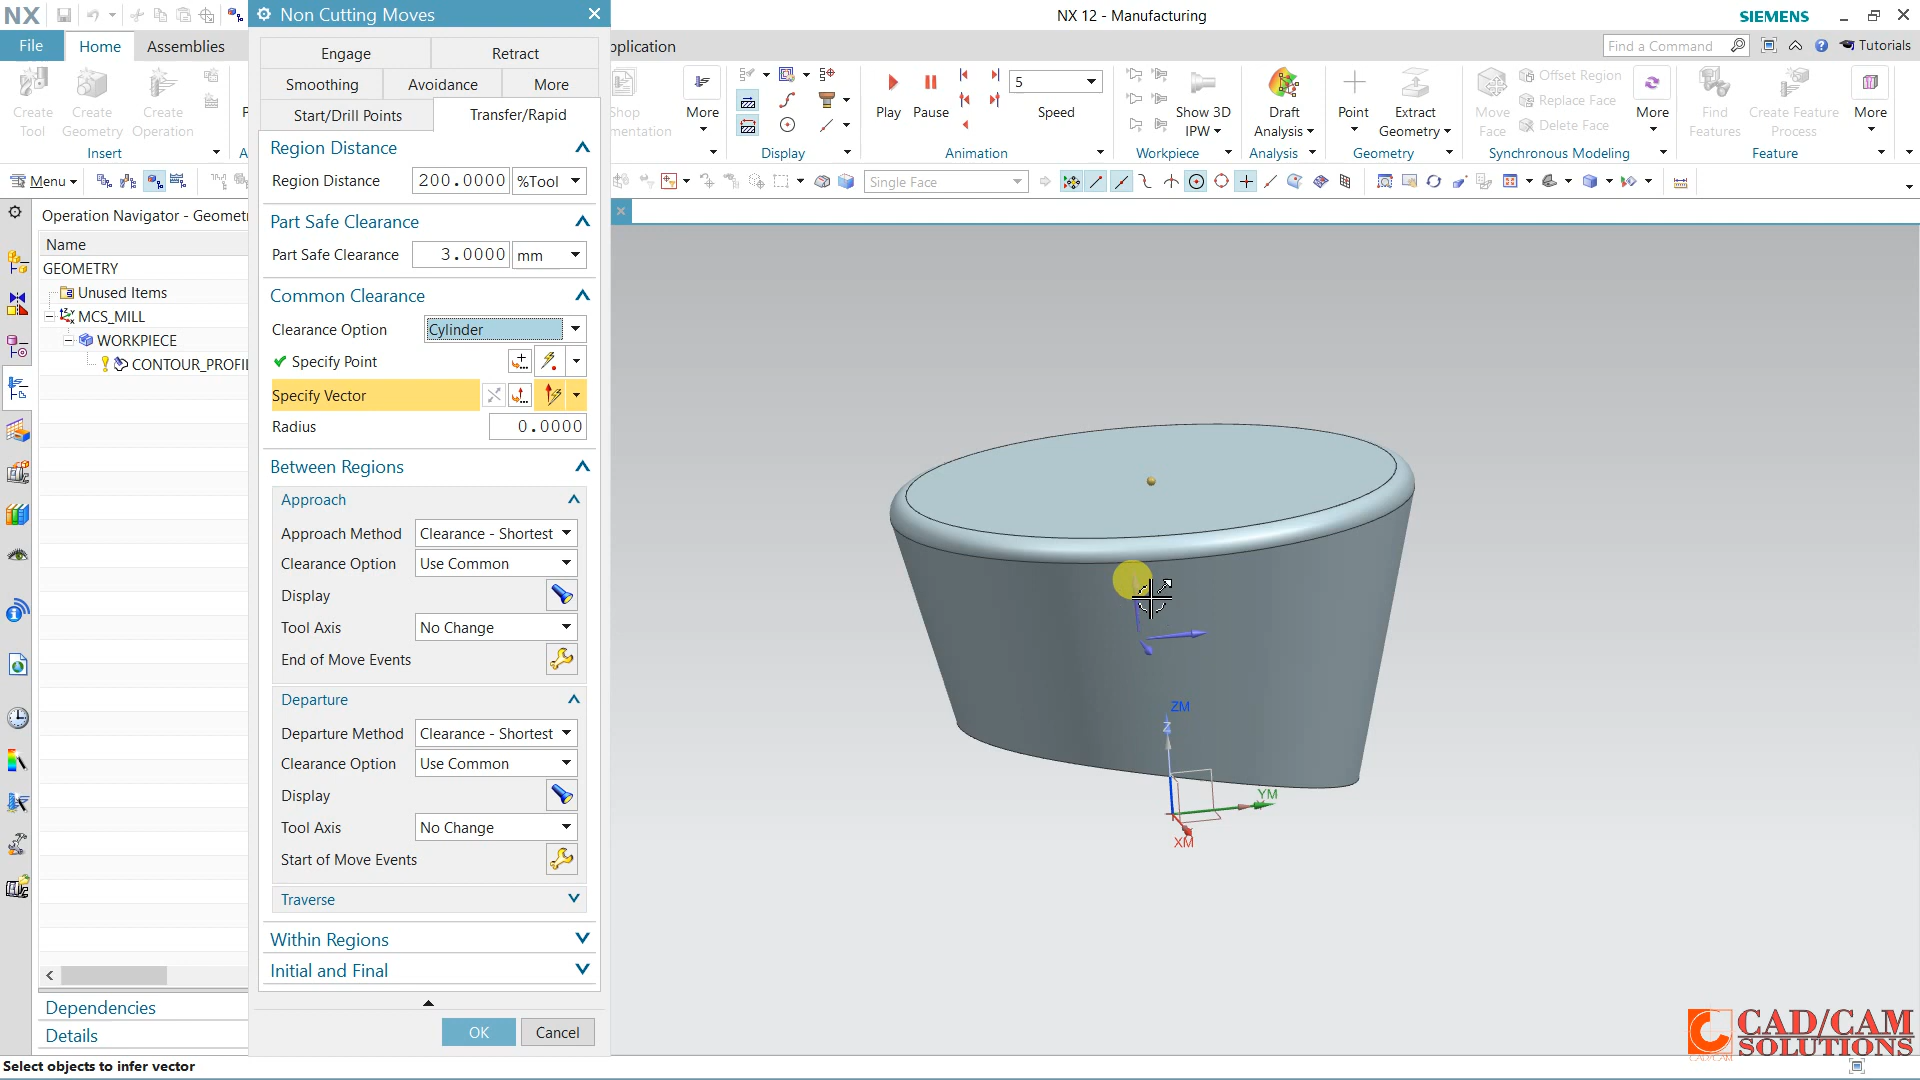 NX
Non Cutting Moves
NX 12 - Manufacturing
SIEMENS
File
Home
Assemblies
pplication
Find a Command
Tutorials
Engage
Retract
Smoothing
Avoidance
More
Start/Drill Points
Transfer/Rapid
Create Tool
Create Geometry
Create Operation
Insert
Shop
mentation
More
Display
Play
Pause
5
Speed
Animation
Show 3D IPW
Workpiece
Draft Analysis
Analysis
Point
Extract Geometry
Geometry
Move Face
Offset Region
Replace Face
Delete Face
More
Synchronous Modeling
Find Features
Create Feature Process
More
Feature
Menu
Single Face
Operation Navigator - Geomet
Name
GEOMETRY
Unused Items
MCS_MILL
WORKPIECE
CONTOUR_PROFI
Dependencies
Details
Region Distance
Region Distance
200.0000
%Tool
Part Safe Clearance
Part Safe Clearance
3.0000
mm
Common Clearance
Clearance Option
Cylinder
Specify Point
Specify Vector
Radius
0.0000
Between Regions
Approach
Approach Method
Clearance - Shortest
Clearance Option
Use Common
Display
Tool Axis
No Change
End of Move Events
Departure
Departure Method
Clearance - Shortest
Clearance Option
Use Common
Display
Tool Axis
No Change
Start of Move Events
Traverse
Within Regions
Initial and Final
OK
Cancel
ZM
Z
YM
XM
CAD/CAM
SOLUTIONS
Select objects to infer vector